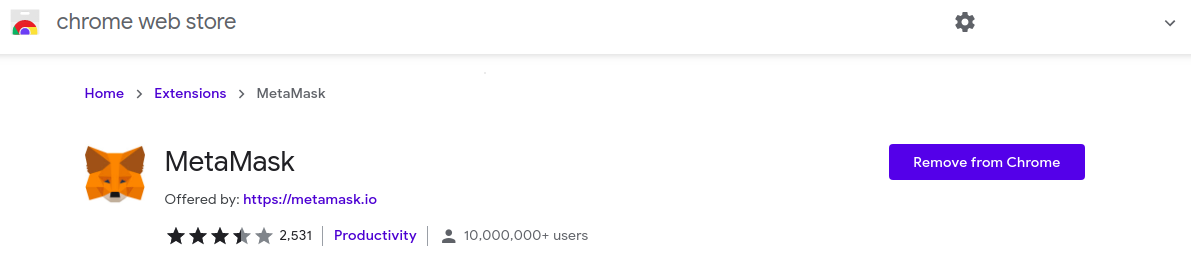 chrome web store
Home > Extensions > MetaMask
MetaMask
Remove from Chrome
Offered by: https://metamask.io
2,531 | Productivity | 10,000,000+ users